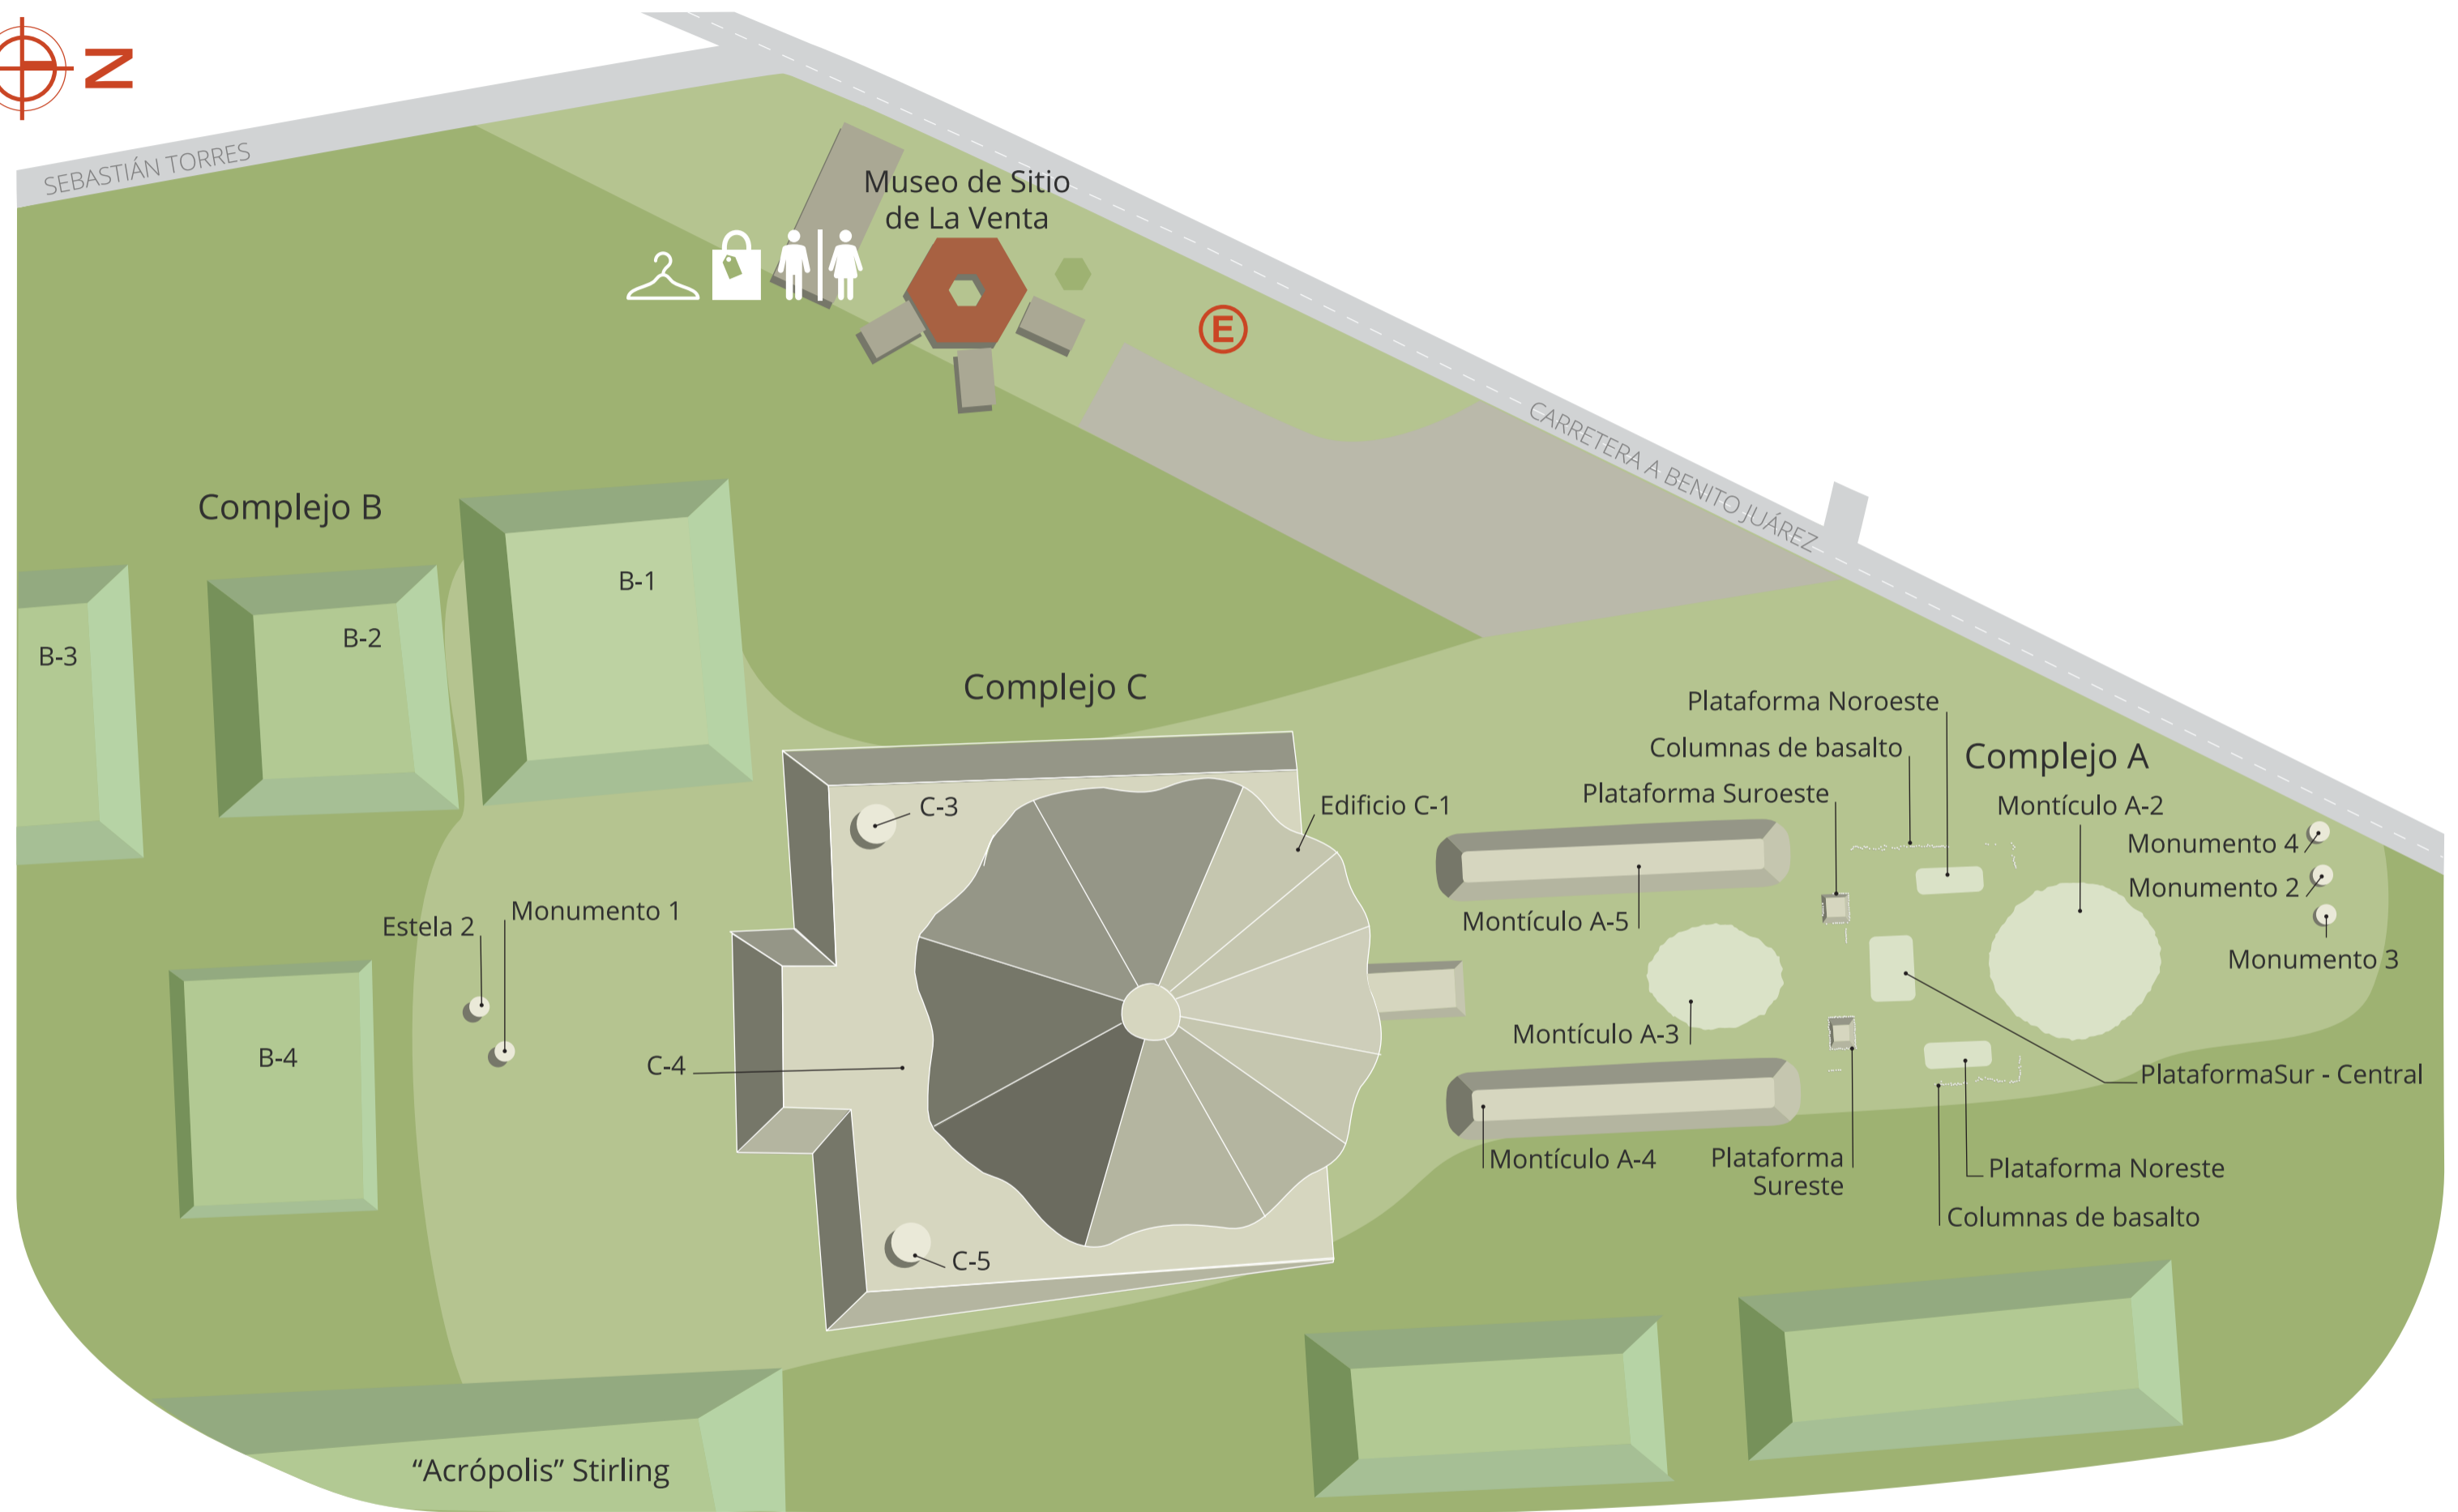 N
SEBASTIÁN TORRES
Museo de Sitio
de La Venta
E
CARRETERA A BENITO JUÁREZ
Complejo B
B-1
B-2
B-3
Complejo C
Plataforma Noroeste
Columnas de basalto
Complejo A
Plataforma Suroeste
Montículo A-2
C-3
Edificio C-1
Monumento 4
Monumento 2
Estela 2
Monumento 1
Montículo A-5
Monumento 3
Montículo A-3
B-4
C-4
PlataformaSur - Central
Montículo A-4
Plataforma
Sureste
Plataforma Noreste
Columnas de basalto
C-5
“Acrópolis” Stirling